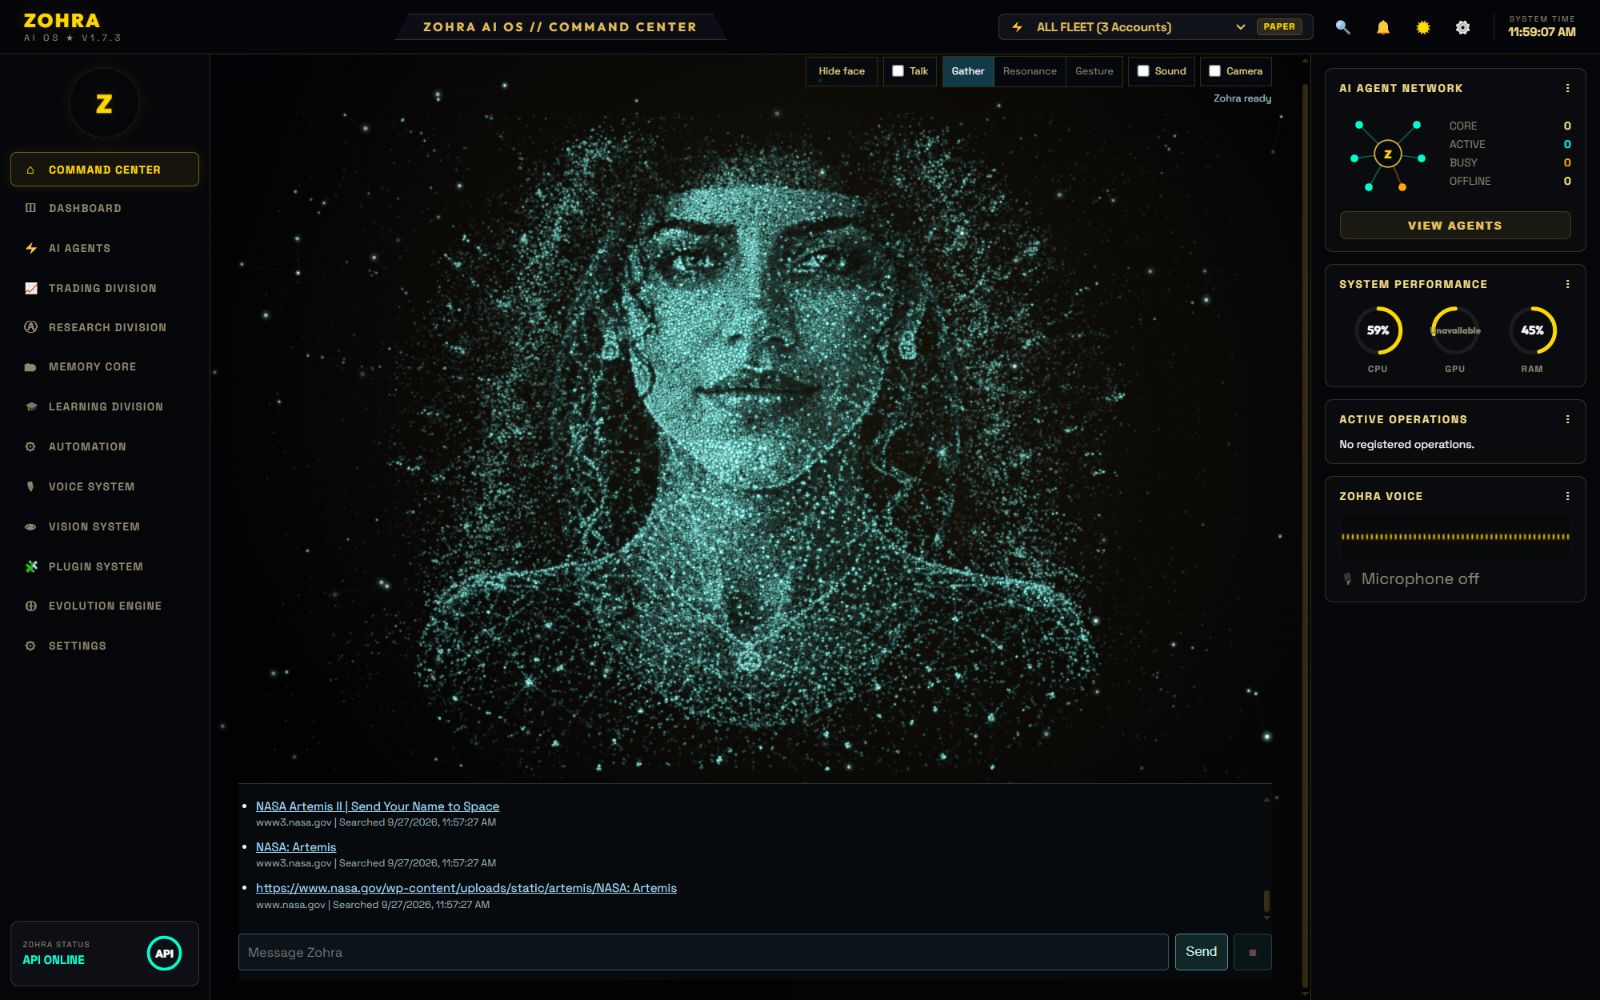 ZOHRA
AI OS ★ V1.7.3
ZOHRA AI OS // COMMAND CENTER
ALL FLEET (3 Accounts)
PAPER
SYSTEM TIME
11:59:07 AM
Z
COMMAND CENTER
DASHBOARD
AI AGENTS
TRADING DIVISION
RESEARCH DIVISION
MEMORY CORE
LEARNING DIVISION
AUTOMATION
VOICE SYSTEM
VISION SYSTEM
PLUGIN SYSTEM
EVOLUTION ENGINE
SETTINGS
ZOHRA STATUS
API ONLINE
API
Hide face
Talk
Gather
Resonance
Gesture
Sound
Camera
Zohra ready
NASA Artemis II | Send Your Name to Space
www3.nasa.gov | Searched 9/27/2026, 11:57:27 AM
NASA: Artemis
www3.nasa.gov | Searched 9/27/2026, 11:57:27 AM
https://www.nasa.gov/wp-content/uploads/static/artemis/NASA: Artemis
www.nasa.gov | Searched 9/27/2026, 11:57:27 AM
Message Zohra
Send
AI AGENT NETWORK
Z
CORE 0
ACTIVE 0
BUSY 0
OFFLINE 0
VIEW AGENTS
SYSTEM PERFORMANCE
59%
Unavailable
45%
CPU
GPU
RAM
ACTIVE OPERATIONS
No registered operations.
ZOHRA VOICE
Microphone off